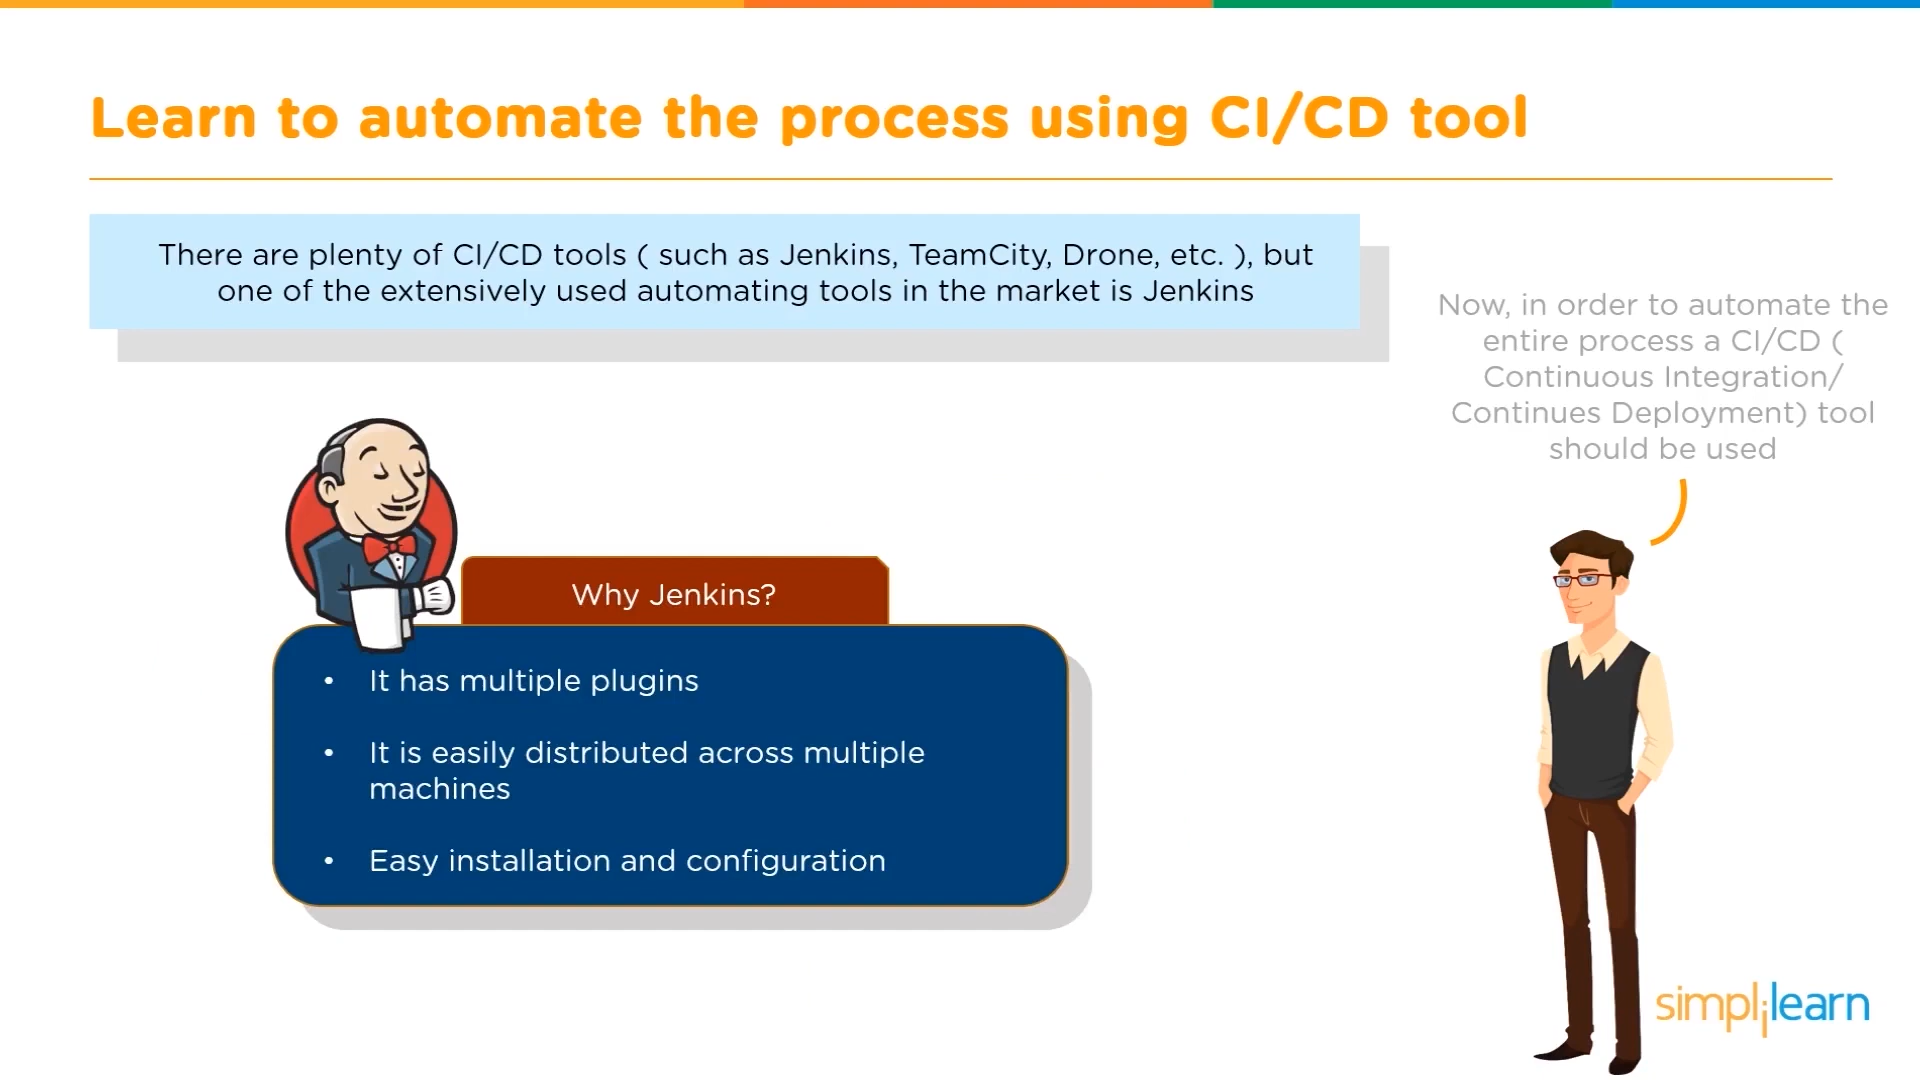 Learn to automate the process using CI/CD tool
There are plenty of CI/CD tools ( such as Jenkins, TeamCity, Drone, etc. ), but
one of the extensively used automating tools in the market is Jenkins
Now, in order to automate the
entire process a CI/CD (
Continuous Integration/
Continues Deployment) tool
should be used
Why Jenkins?
• It has multiple plugins
• It is easily distributed across multiple
machines
• Easy installation and configuration
simplilearn